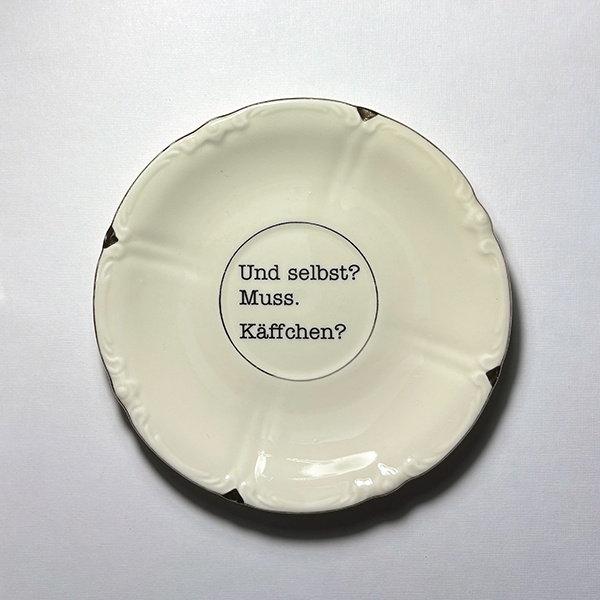 Und selbst?
Muss.
Käffchen?